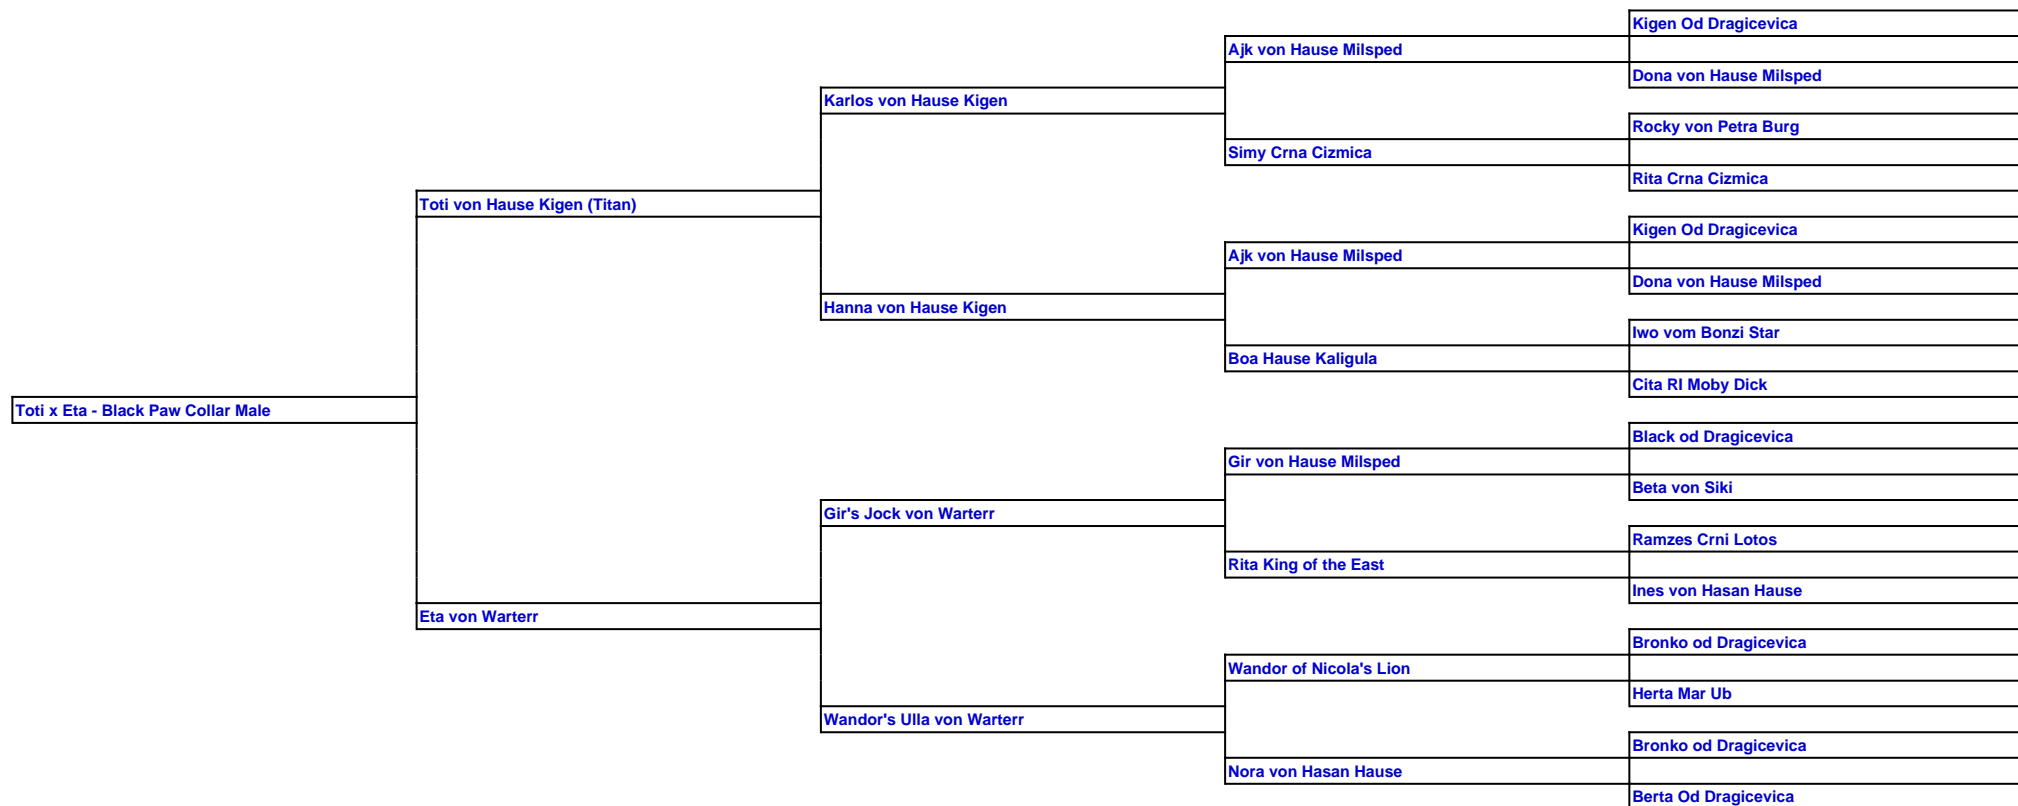 Kigen Od Dragicevica
Ajk von Hause Milsped
Dona von Hause Milsped
Karlos von Hause Kigen
Rocky von Petra Burg
Simy Crna Cizmica
Rita Crna Cizmica
Toti von Hause Kigen (Titan)
Kigen Od Dragicevica
Ajk von Hause Milsped
Dona von Hause Milsped
Hanna von Hause Kigen
Iwo vom Bonzi Star
Boa Hause Kaligula
Cita RI Moby Dick
Toti x Eta - Black Paw Collar Male
Black od Dragicevica
Gir von Hause Milsped
Beta von Siki
Gir's Jock von Warterr
Ramzes Crni Lotos
Rita King of the East
Ines von Hasan Hause
Eta von Warterr
Bronko od Dragicevica
Wandor of Nicola's Lion
Herta Mar Ub
Wandor's Ulla von Warterr
Bronko od Dragicevica
Nora von Hasan Hause
Berta Od Dragicevica